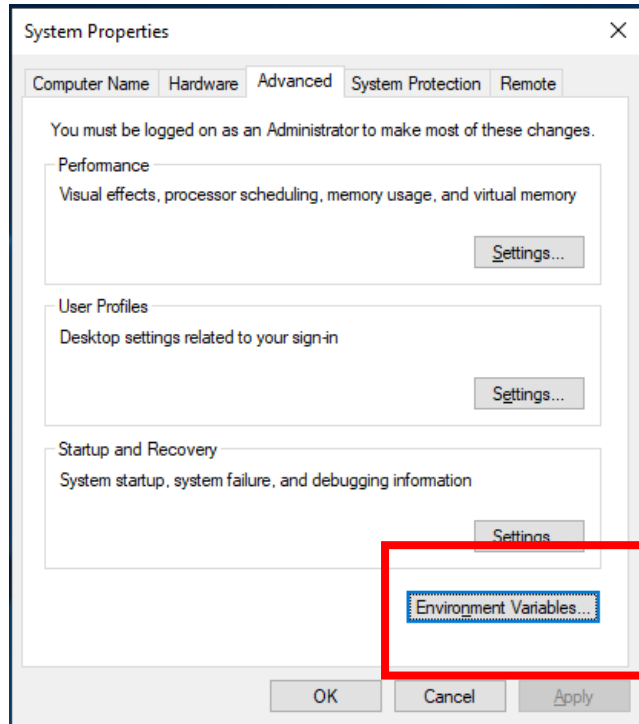 System Properties
Computer Name Hardware Advanced System Protection Remote
You must be logged on as an Administrator to make most of these changes.
Performance
Visual effects, processor scheduling, memory usage, and virtual memory
Settings...
User Profiles
Desktop settings related to your sign-in
Settings...
Startup and Recovery
System startup, system failure, and debugging information
Settings...
Environment Variables...
OK Cancel Apply